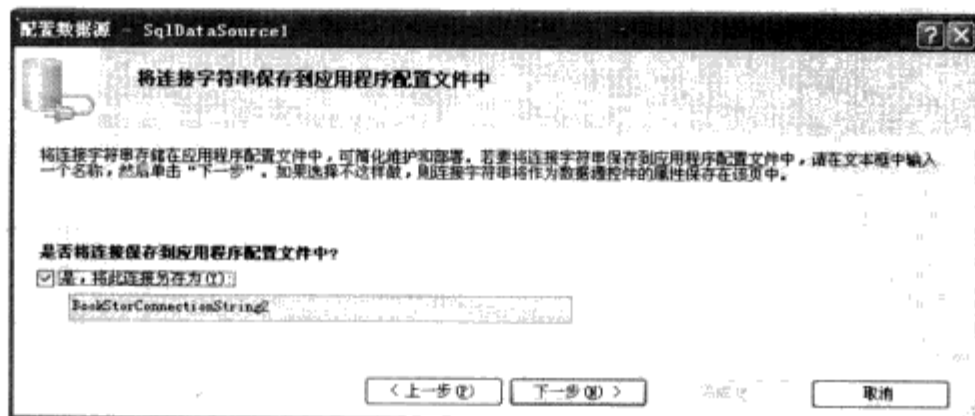 配置数据源 - SqlDataSource1
将连接字符串保存到应用程序配置文件中
将连接字符串存储在应用程序配置文件中，可简化维护和部署。若要将连接字符串保存到应用程序配置文件中，请在文本框中输入
一个名称，然后单击“下一步”。如果选择不这样做，则连接字符串将作为数据源控件的属性保存在该页中。
是否将连接保存到应用程序配置文件中?
是，将此连接另存为(Y):
BookStorConnectionString2
< 上一步(P)
下一步(N) >
完成(F)
取消